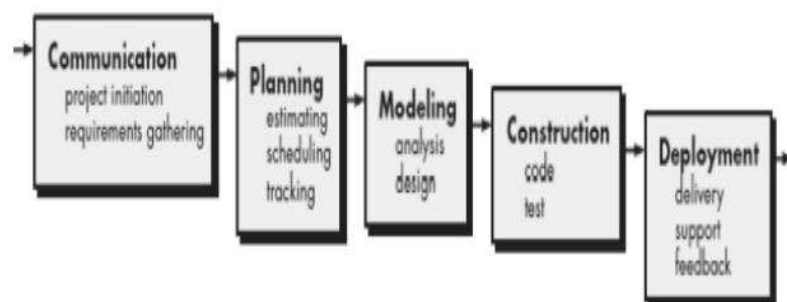 Communication
project initiation
requirements gathering
Planning
estimating
scheduling
tracking
Modeling
analysis
design
Construction
code
test
Deployment
delivery
support
feedback